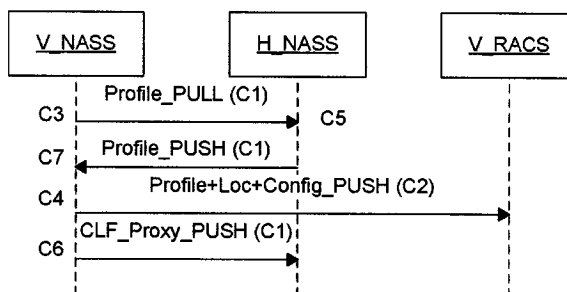 V_NASS H_NASS V_RACS
Profile_PULL (C1)
C3 C5
Profile_PUSH (C1)
C7
Profile+Loc+Config_PUSH (C2)
C4
CLF_Proxy_PUSH (C1)
C6